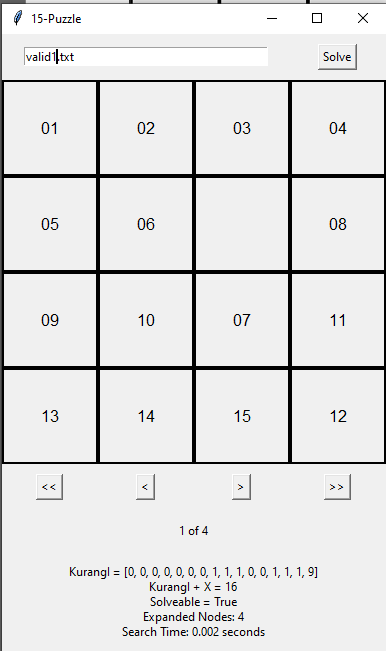 15-Puzzle
valid1.txt Solve
01 02 03 04
05 06 08
09 10 07 11
13 14 15 12
<< < > >>
1 of 4
KurangI = [0, 0, 0, 0, 0, 0, 0, 1, 1, 1, 0, 0, 1, 1, 1, 9]
KurangI + X = 16
Solveable = True
Expanded Nodes: 4
Search Time: 0.002 seconds